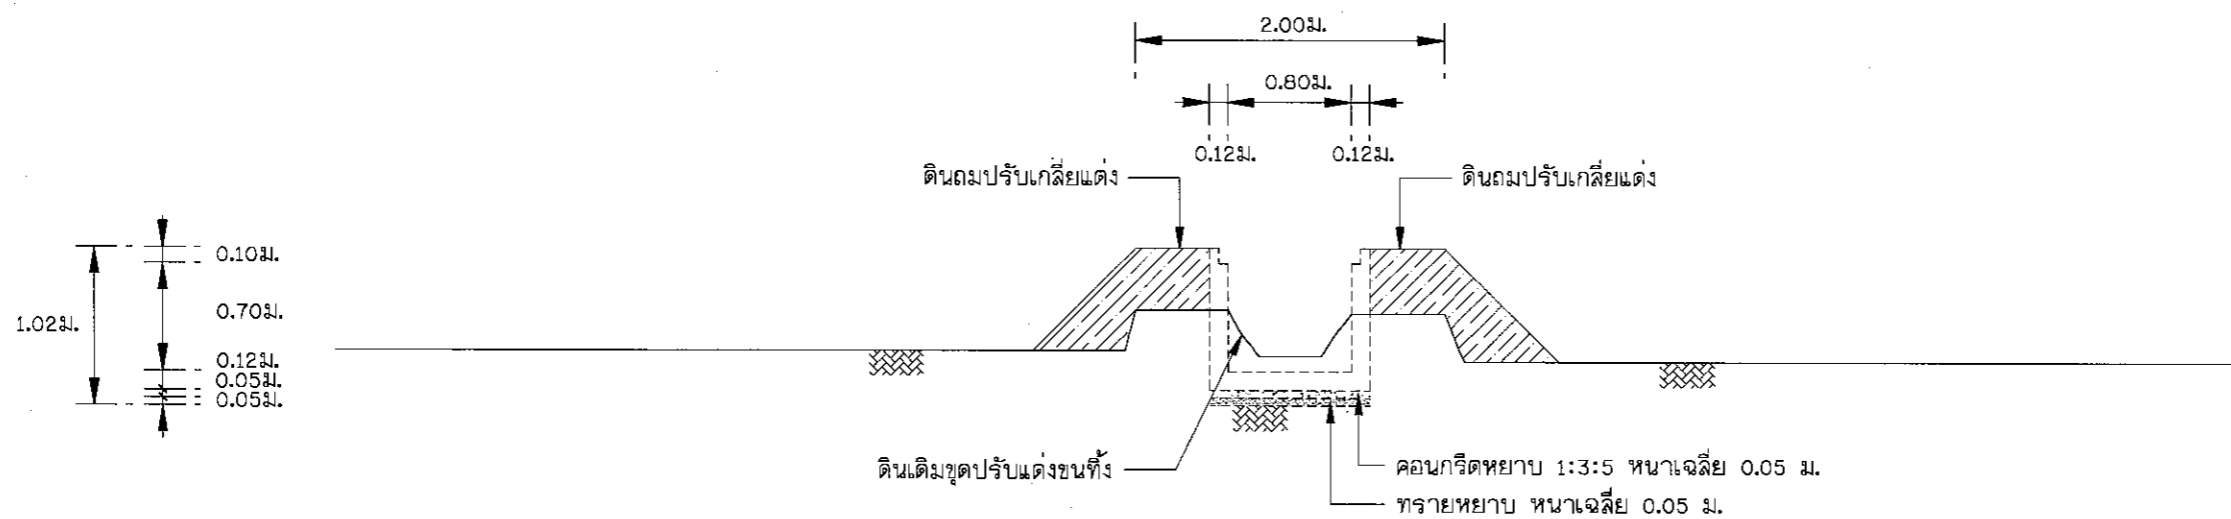 2.00ม.
0.80ม.
0.12ม. 0.12ม.
ดินถมปรับเกลี่ยแต่ง ดินถมปรับเกลี่ยแต่ง
0.10ม.
0.70ม.
1.02ม.
0.12ม.
0.05ม.
0.05ม.
ดินเดิมขุดปรับแต่งขนทิ้ง
คอนกรีตหยาบ 1:3:5 หนาเฉลี่ย 0.05 ม.
ทรายหยาบ หนาเฉลี่ย 0.05 ม.